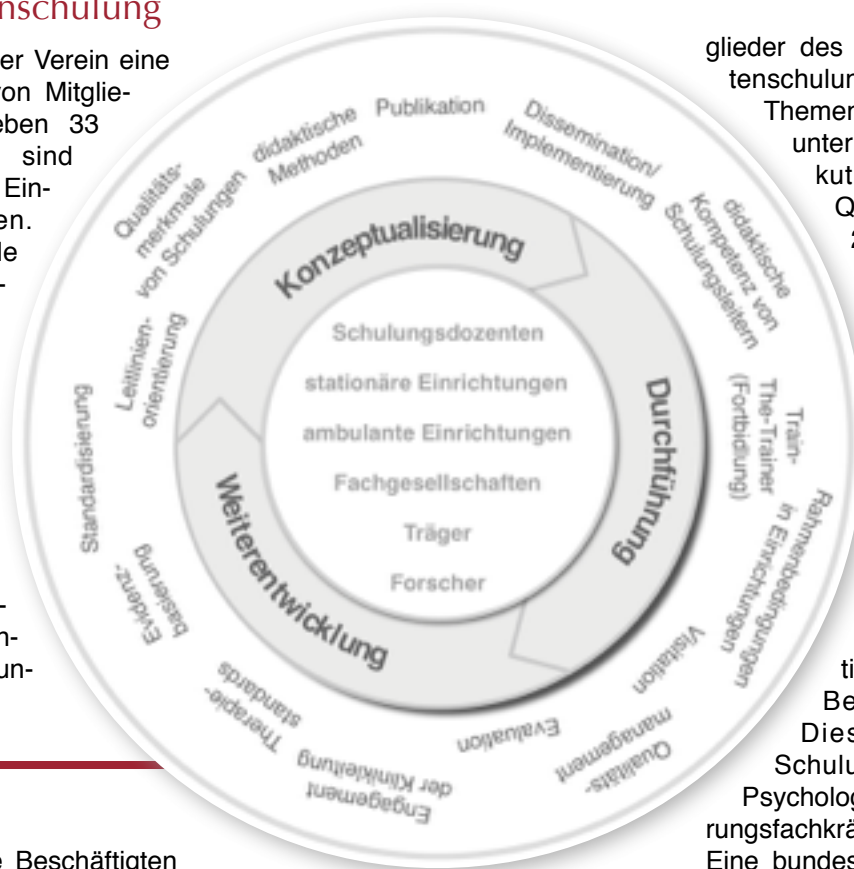 nschulung
er Verein eine
von Mitglie-
eben 33
sind
Ein-
en.
le
-
-
n-
un-
e Beschäftigten
Konzeptualisierung
Durchführung
Weiterentwicklung
Schulungsdozenten
stationäre Einrichtungen
ambulante Einrichtungen
Fachgesellschaften
Träger
Forscher
Standardisierung
Leitlinien-
orientierung
Qualitäts-
merkmale
von Schulungen
didaktische
Methoden
Publikation
Dissemination/
Implementierung
didaktische
Kompetenz von
Schulungsleitern
Train-
The-Trainer
(Fortbidlung)
Rahmenbedingungen
in Einrichtungen
Visitation
Qualitäts-
management
Evaluation
Engagement
der Klinikleitung
Therapie-
standards
Evidenz-
basierung
glieder des
tenschulun
Themen
unter
kut
Q
ti
Be
Dies
Schulu
Psycholog
rungsfachkrä
Eine bundes